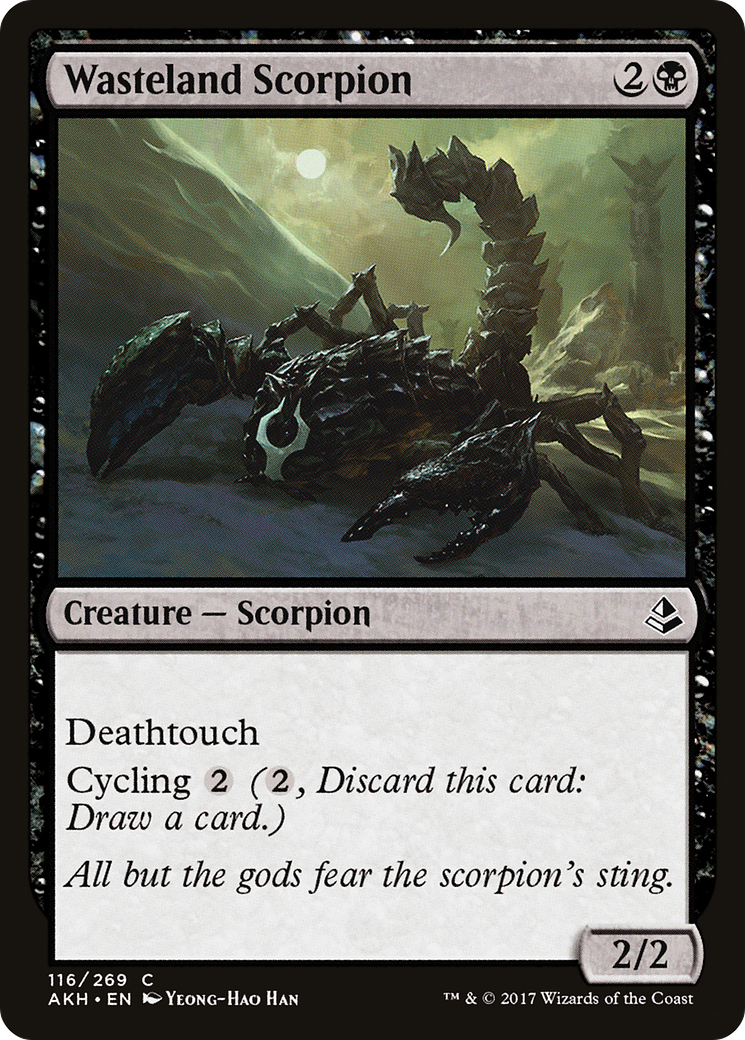 Wasteland Scorpion 2
Creature — Scorpion
Deathtouch
Cycling 2 (2, Discard this card:
Draw a card.)
All but the gods fear the scorpion's sting.
2/2
116/269 C
AKH • EN Yeong-Hao Han ™ & © 2017 Wizards of the Coast